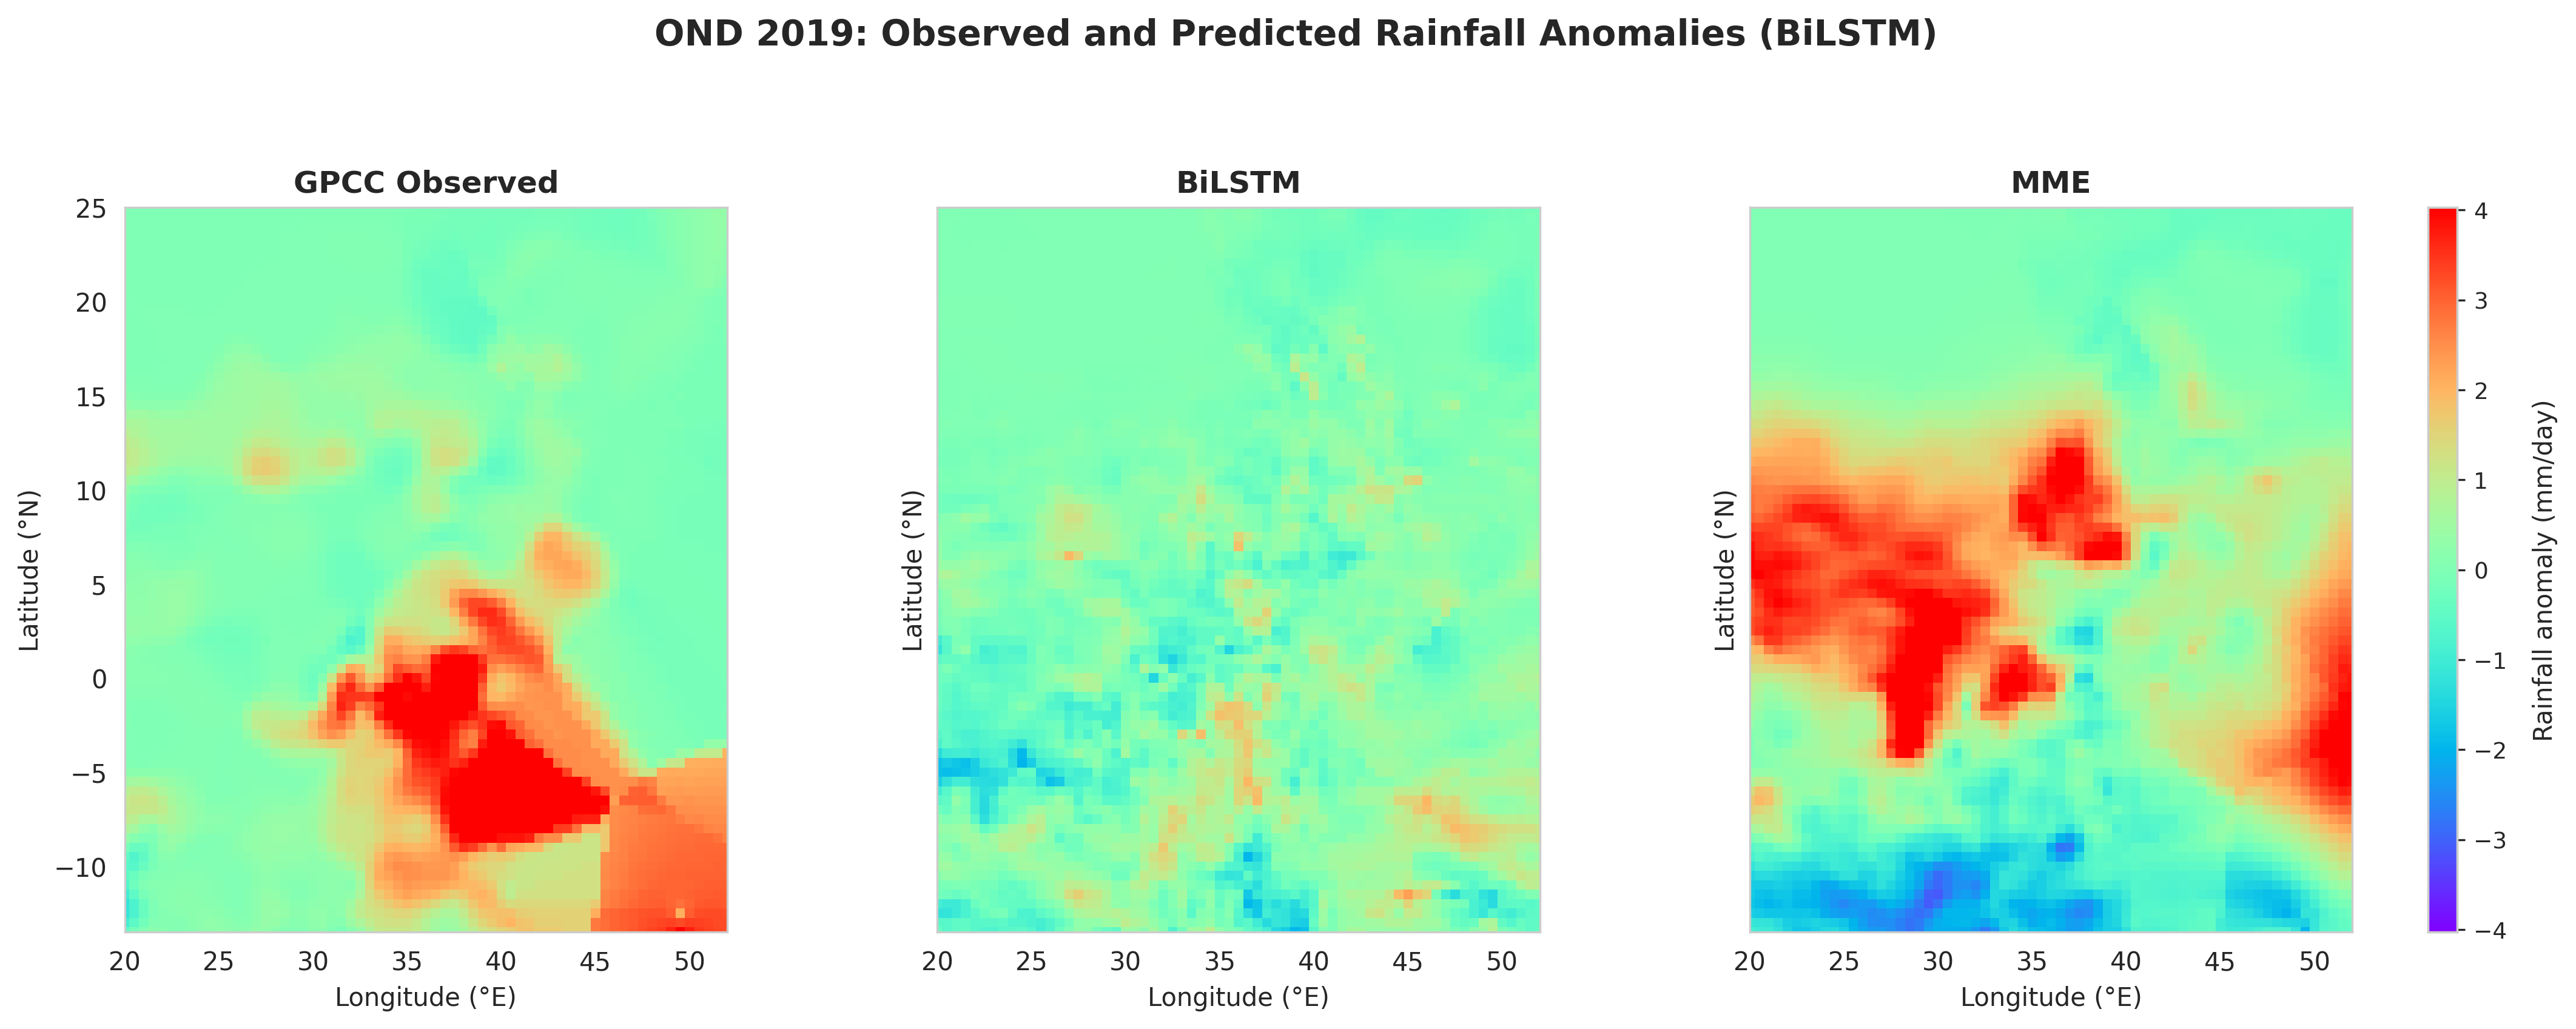 OND 2019: Observed and Predicted Rainfall Anomalies (BiLSTM)
GPCC Observed
25
20
15
10
5
0
−5
−10
Latitude (°N)
20 25 30 35 40 45 50
Longitude (°E)
BiLSTM
Latitude (°N)
20 25 30 35 40 45 50
Longitude (°E)
MME
Latitude (°N)
20 25 30 35 40 45 50
Longitude (°E)
4
3
2
1
0
−1
−2
−3
−4
Rainfall anomaly (mm/day)